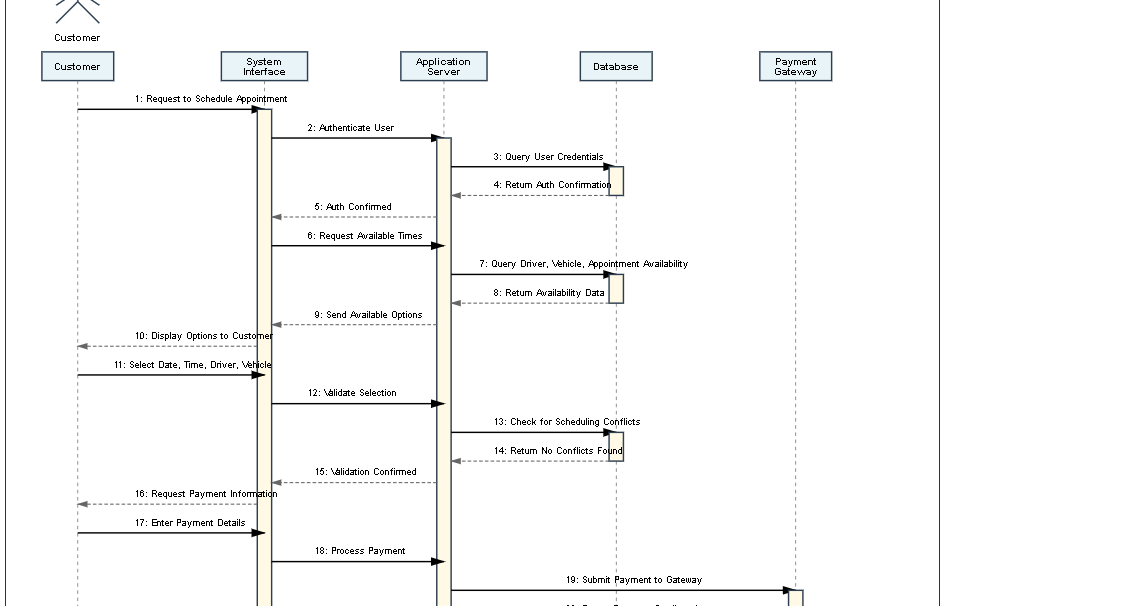 Customer
Customer
System
Interface
Application
Server
Database
Payment
Gateway
1: Request to Schedule Appointment
2: Authenticate User
3: Query User Credentials
4: Return Auth Confirmation
5: Auth Confirmed
6: Request Available Times
7: Query Driver, Vehicle, Appointment Availability
8: Return Availability Data
9: Send Available Options
10: Display Options to Customer
11: Select Date, Time, Driver, Vehicle
12: Validate Selection
13: Check for Scheduling Conflicts
14: Return No Conflicts Found
15: Validation Confirmed
16: Request Payment Information
17: Enter Payment Details
18: Process Payment
19: Submit Payment to Gateway